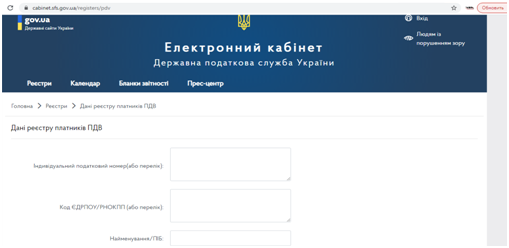 cabinet.sfs.gov.ua/registers/pdv
Обновить
gov.ua
Державні сайти України
Вхід
Людям із
порушенням зору
Електронний кабінет
Державна податкова служба України
Реєстри Календар Бланки звітності Прес-центр
Головна > Реєстри > Дані реєстру платників ПДВ
Дані реєстру платників ПДВ
Індивідуальний податковий номер(або перелік):
Код ЄДРПОУ/РНОКПП (або перелік):
Найменування/ПІБ: